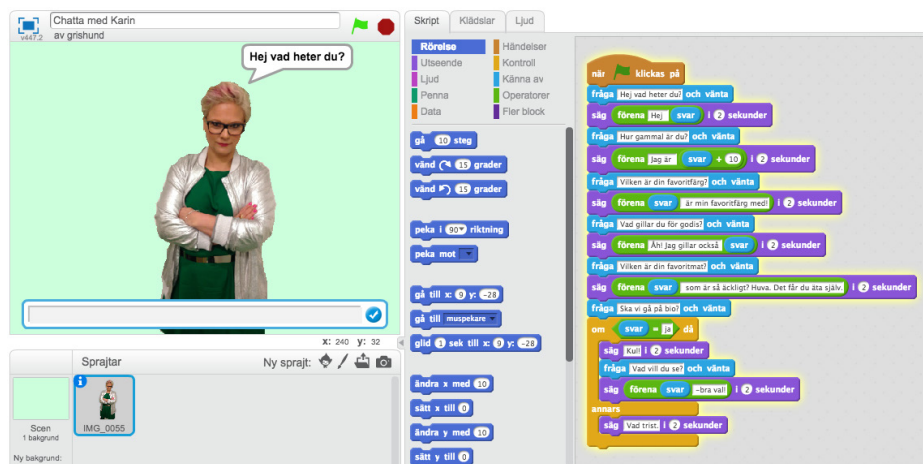 Chatta med Karin
av grishund
v447.2
Hej vad heter du?
x: 240 y: 32
Sprajtar
Ny sprajt:
Scen
1 bakgrund
Ny bakgrund:
IMG_0055
Skript
Klädslar
Ljud
Rörelse
Händelser
Utseende
Kontroll
Ljud
Känna av
Penna
Operatorer
Data
Fler block
gå 10 steg
vänd 15 grader
vänd 15 grader
peka i 90 riktning
peka mot
gå till x: 9 y: -28
gå till muspekare
glid 1 sek till x: 9 y: -28
ändra x med 10
sätt x till 0
ändra y med 10
sätt y till 0
när klickas på
fråga Hej vad heter du? och vänta
säg förena Hej svar i 2 sekunder
fråga Hur gammal är du? och vänta
säg förena Jag är svar + 10 i 2 sekunder
fråga Vilken är din favoritfärg? och vänta
säg förena svar är min favoritfärg med! i 2 sekunder
fråga Vad gillar du för godis? och vänta
säg förena Åh! Jag gillar också svar i 2 sekunder
fråga Vilken är din favoritmat? och vänta
säg förena svar som är så äckligt? Huva. Det får du äta själv. i 2 sekunder
fråga Ska vi gå på bio? och vänta
om svar = ja då
säg Kul! i 2 sekunder
fråga Vad vill du se? och vänta
säg förena svar -bra val! i 2 sekunder
annars
säg Vad trist. i 2 sekunder